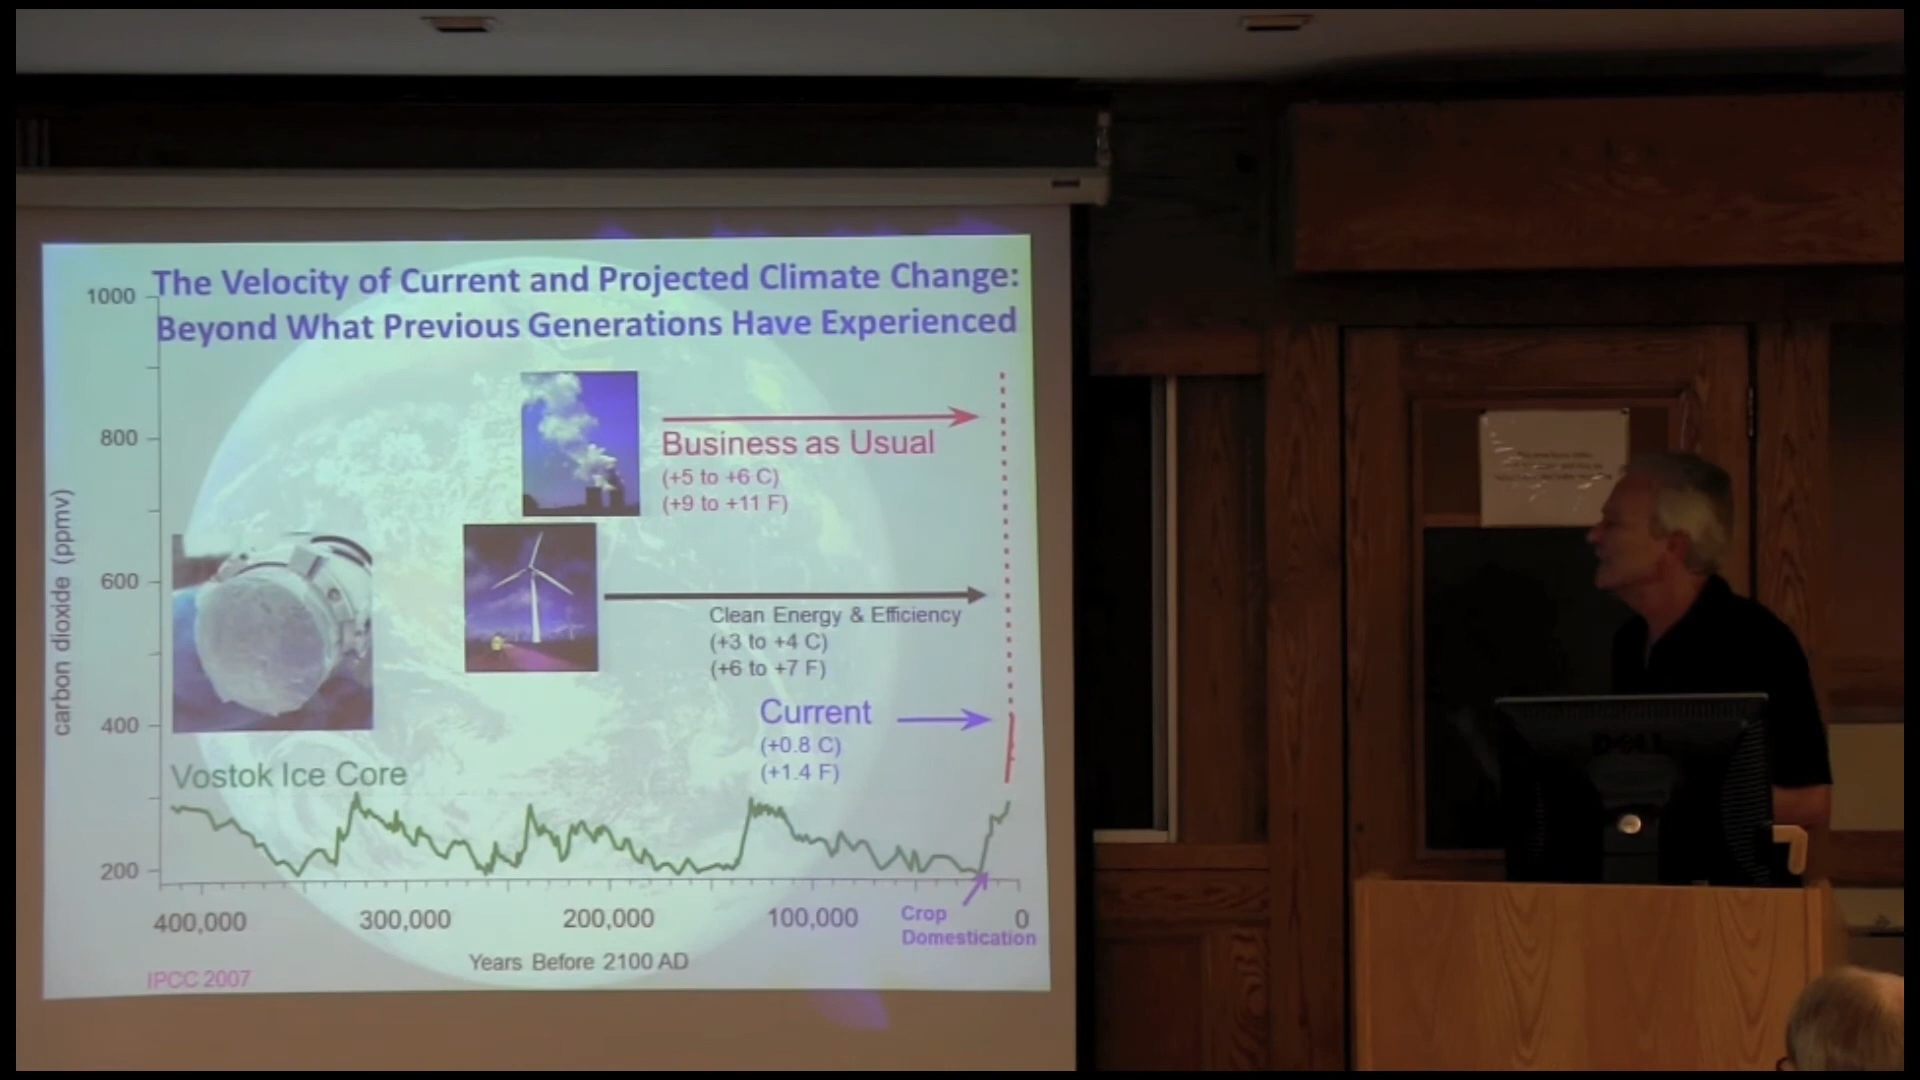 The Velocity of Current and Projected Climate Change:
Beyond What Previous Generations Have Experienced
1000
800
600
400
200
carbon dioxide (ppmv)
Business as Usual
(+5 to +6 C)
(+9 to +11 F)
Clean Energy & Efficiency
(+3 to +4 C)
(+6 to +7 F)
Current
(+0.8 C)
(+1.4 F)
Vostok Ice Core
400,000
300,000
200,000
100,000
0
Crop
Domestication
Years Before 2100 AD
IPCC 2007
DELL